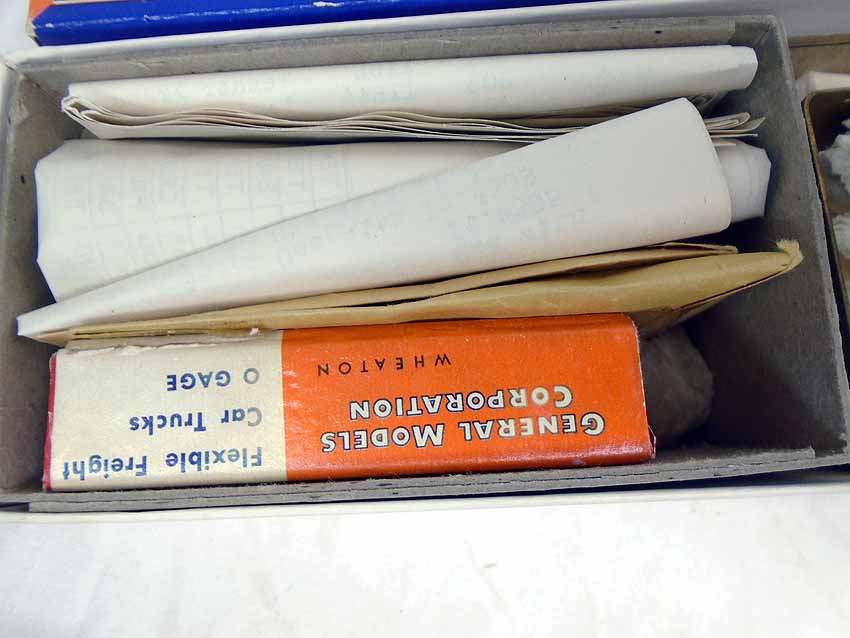 GENERAL MODELS
CORPORATION
WHEATON
Flexible Freight
Car Trucks
O GAGE